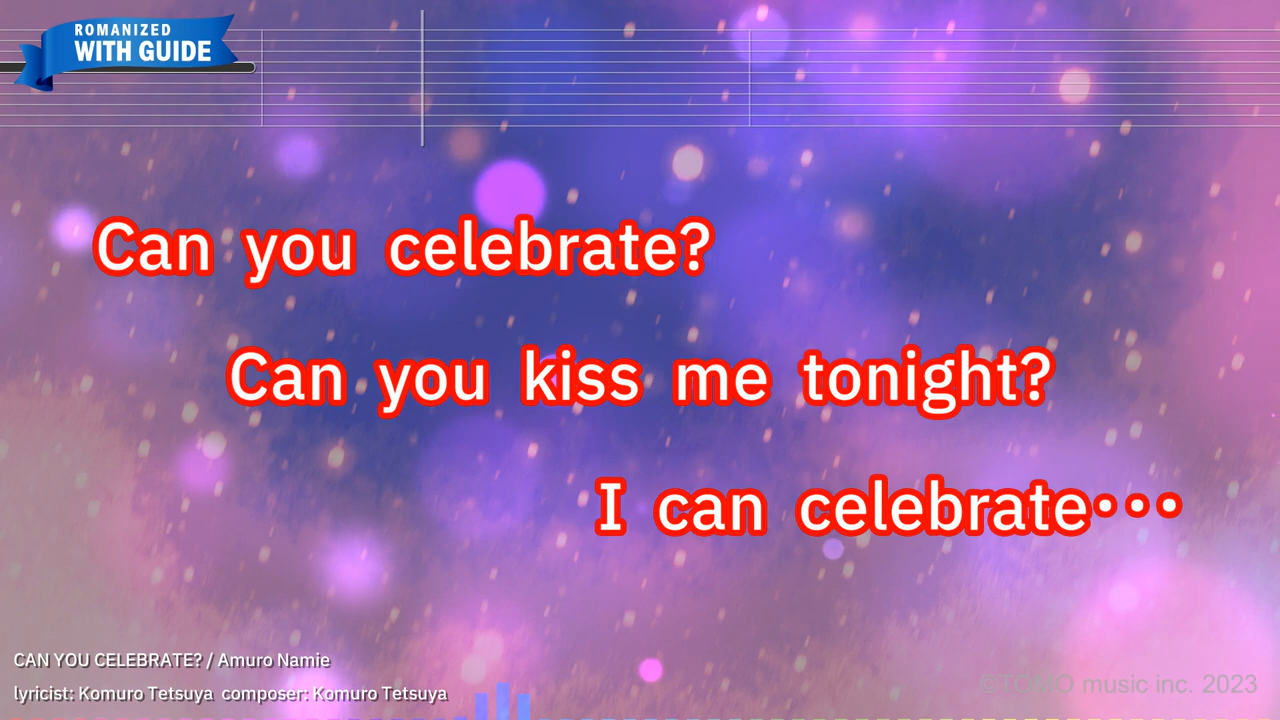 ROMANIZED
WITH GUIDE
Can you celebrate?
Can you kiss me tonight?
I can celebrate･･･
CAN YOU CELEBRATE? / Amuro Namie
lyricist: Komuro Tetsuya composer: Komuro Tetsuya
©TOMO music inc. 2023